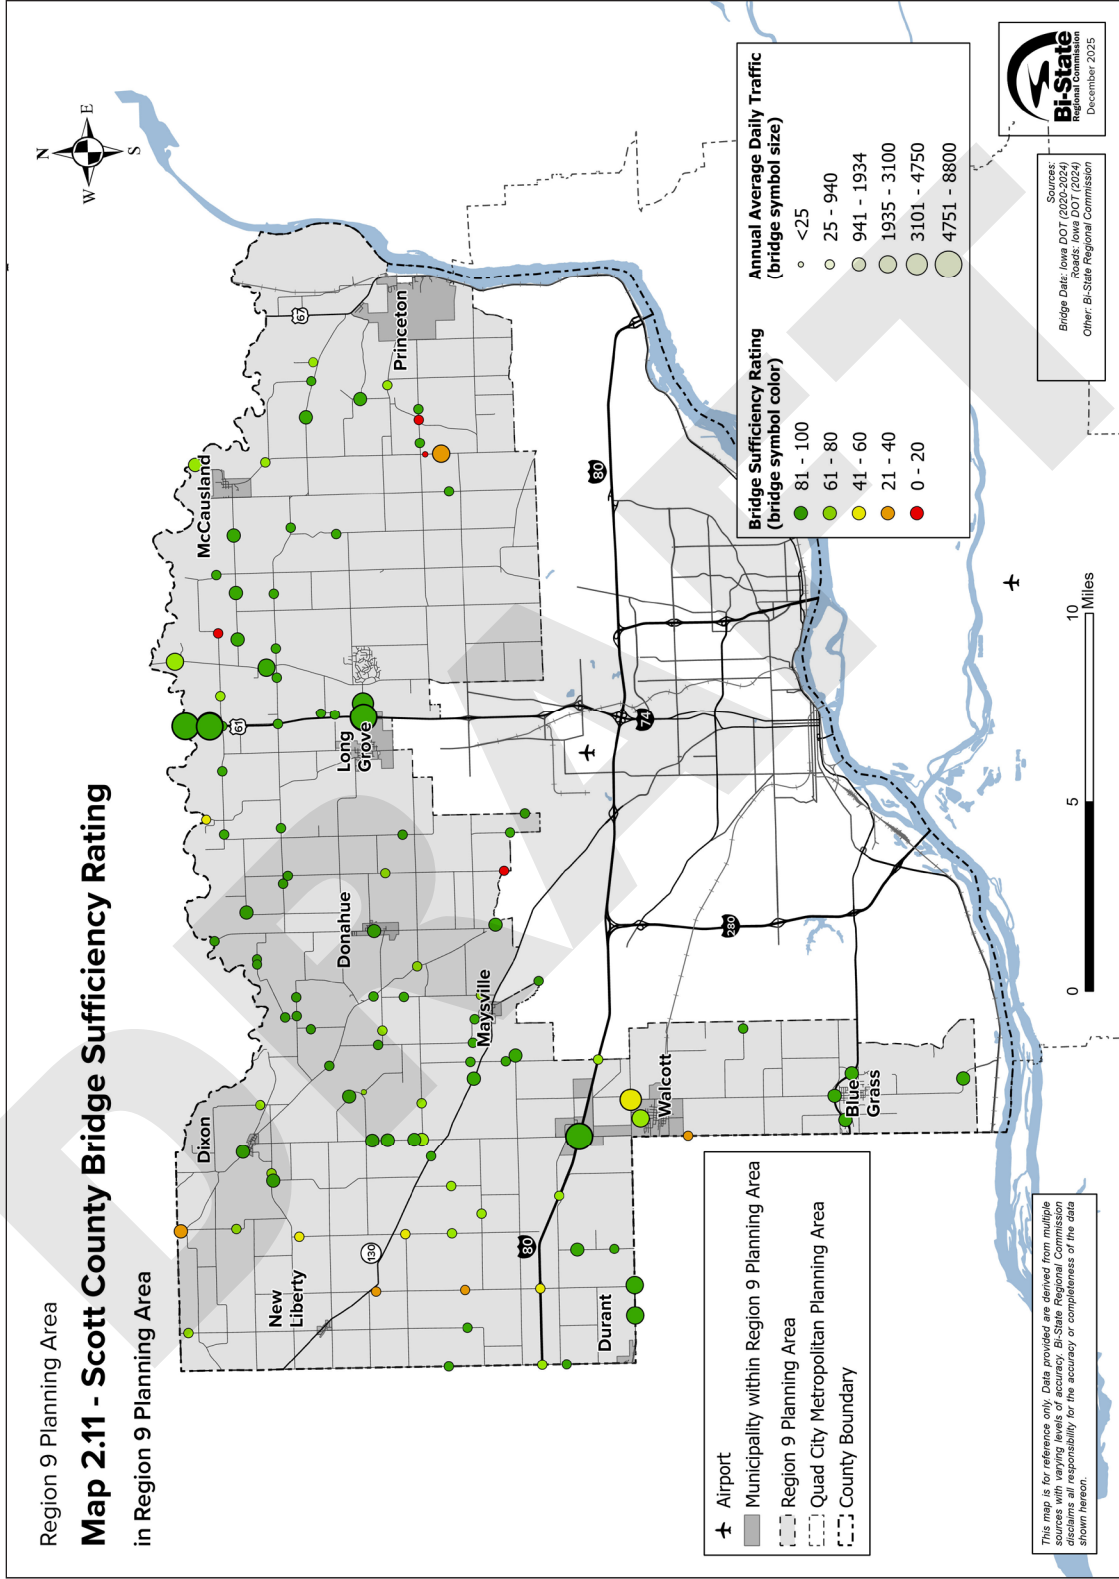 Region 9 Planning Area
Map 2.11 - Scott County Bridge Sufficiency Rating
in Region 9 Planning Area
N
W
E
S
DRAFT
McCausland
Princeton
Long
Grove
Donahue
Maysville
Dixon
New
Liberty
Durant
Walcott
Blue
Grass
67
61
130
80
80
74
280
Airport
Municipality within Region 9 Planning Area
Region 9 Planning Area
Quad City Metropolitan Planning Area
County Boundary
Bridge Sufficiency Rating
(bridge symbol color)
81 - 100
61 - 80
41 - 60
21 - 40
0 - 20
Annual Average Daily Traffic
(bridge symbol size)
<25
25 - 940
941 - 1934
1935 - 3100
3101 - 4750
4751 - 8800
0
5
10
Miles
This map is for reference only. Data provided are derived from multiple
sources with varying levels of accuracy. Bi-State Regional Commission
disclaims all responsibility for the accuracy or completeness of the data
shown hereon.
Sources:
Bridge Data: Iowa DOT (2020-2024)
Roads: Iowa DOT (2024)
Other: Bi-State Regional Commission
Bi-State
Regional Commission
December 2025